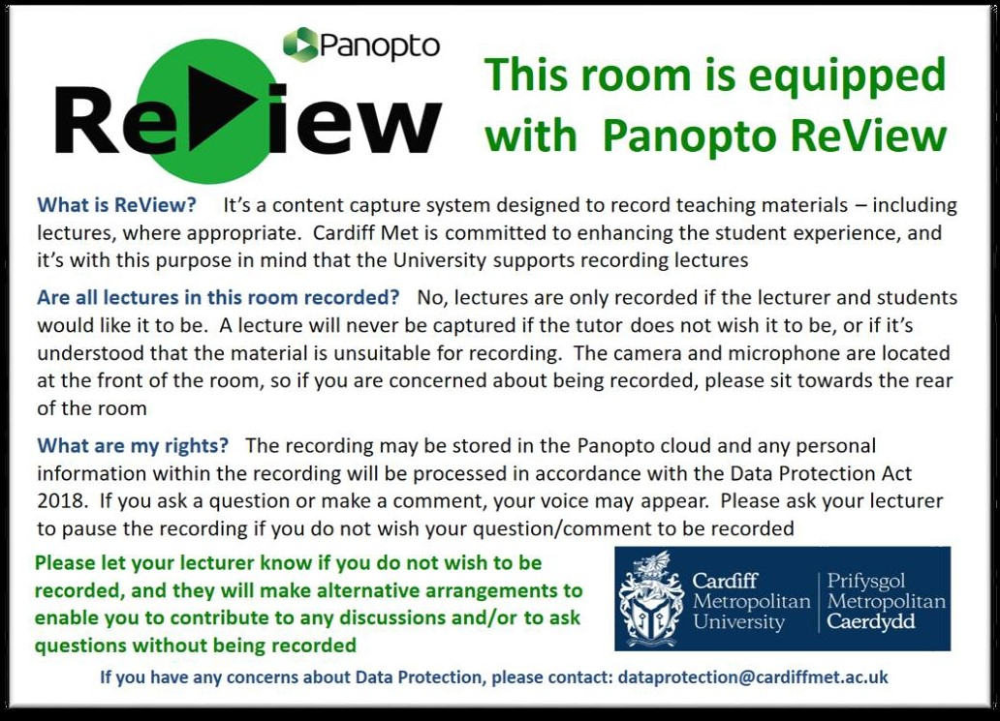 Panopto
ReView
This room is equipped
with Panopto ReView
What is ReView? It's a content capture system designed to record teaching materials – including
lectures, where appropriate. Cardiff Met is committed to enhancing the student experience, and
it's with this purpose in mind that the University supports recording lectures
Are all lectures in this room recorded? No, lectures are only recorded if the lecturer and students
would like it to be. A lecture will never be captured if the tutor does not wish it to be, or if it's
understood that the material is unsuitable for recording. The camera and microphone are located
at the front of the room, so if you are concerned about being recorded, please sit towards the rear
of the room
What are my rights? The recording may be stored in the Panopto cloud and any personal
information within the recording will be processed in accordance with the Data Protection Act
2018. If you ask a question or make a comment, your voice may appear. Please ask your lecturer
to pause the recording if you do not wish your question/comment to be recorded
Please let your lecturer know if you do not wish to be
recorded, and they will make alternative arrangements to
enable you to contribute to any discussions and/or to ask
questions without being recorded
Cardiff
Metropolitan
University
Prifysgol
Metropolitan
Caerdydd
If you have any concerns about Data Protection, please contact: dataprotection@cardiffmet.ac.uk